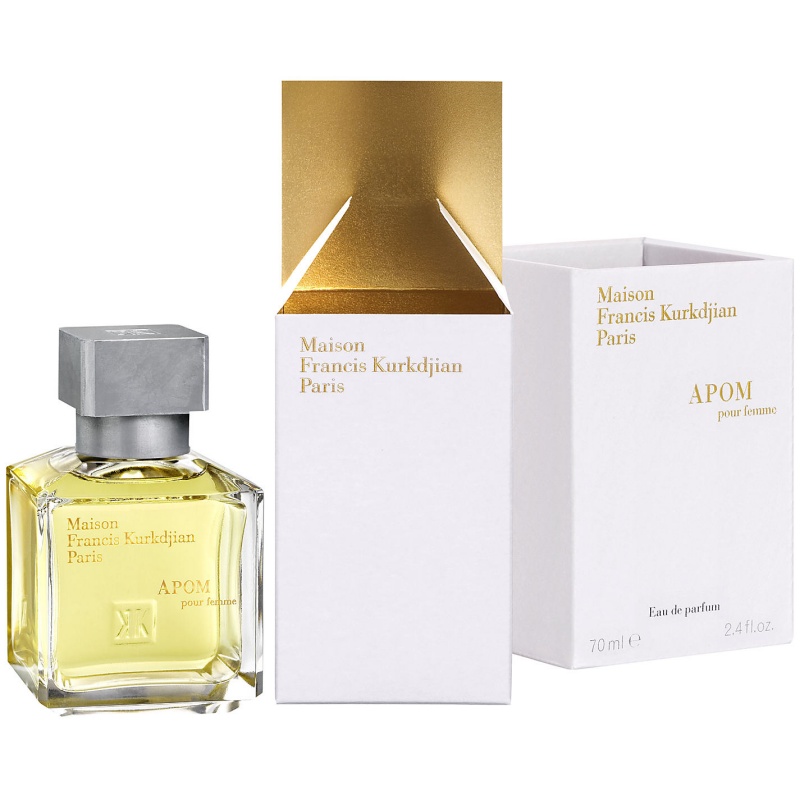 Maison
Francis Kurkdjian
Paris
APOM
pour femme
Maison
Francis Kurkdjian
Paris
Maison
Francis Kurkdjian
Paris
APOM
pour femme
Eau de parfum
70 ml ℮
2.4 fl.oz.